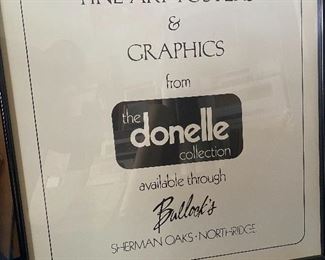 FINE ART POSTERS
&
GRAPHICS
from
the
donelle
collection
available through
Bullock's
SHERMAN OAKS · NORTHRIDGE